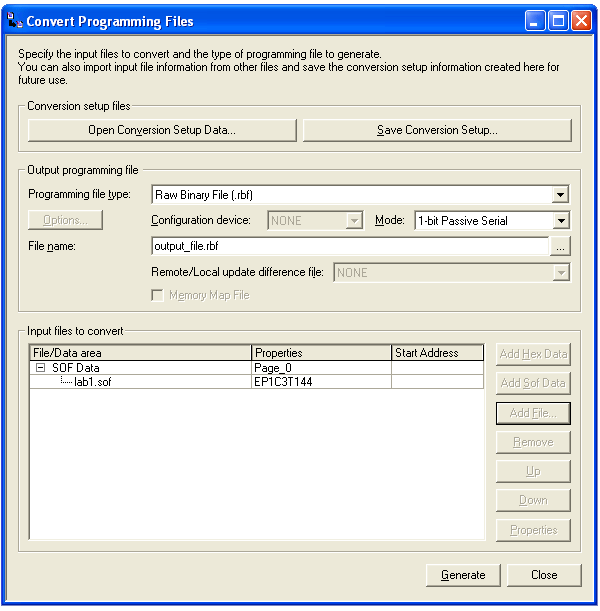 Convert Programming Files
Specify the input files to convert and the type of programming file to generate.
You can also import input file information from other files and save the conversion setup information created here for
future use.
Conversion setup files
Open Conversion Setup Data...
Save Conversion Setup...
Output programming file
Programming file type:
Raw Binary File (.rbf)
Options...
Configuration device:
NONE
Mode:
1-bit Passive Serial
File name:
output_file.rbf
...
Remote/Local update difference file:
NONE
Memory Map File
Input files to convert
File/Data area
Properties
Start Address
SOF Data
Page_0
lab1.sof
EP1C3T144
Add Hex Data
Add Sof Data
Add File...
Remove
Up
Down
Properties
Generate
Close